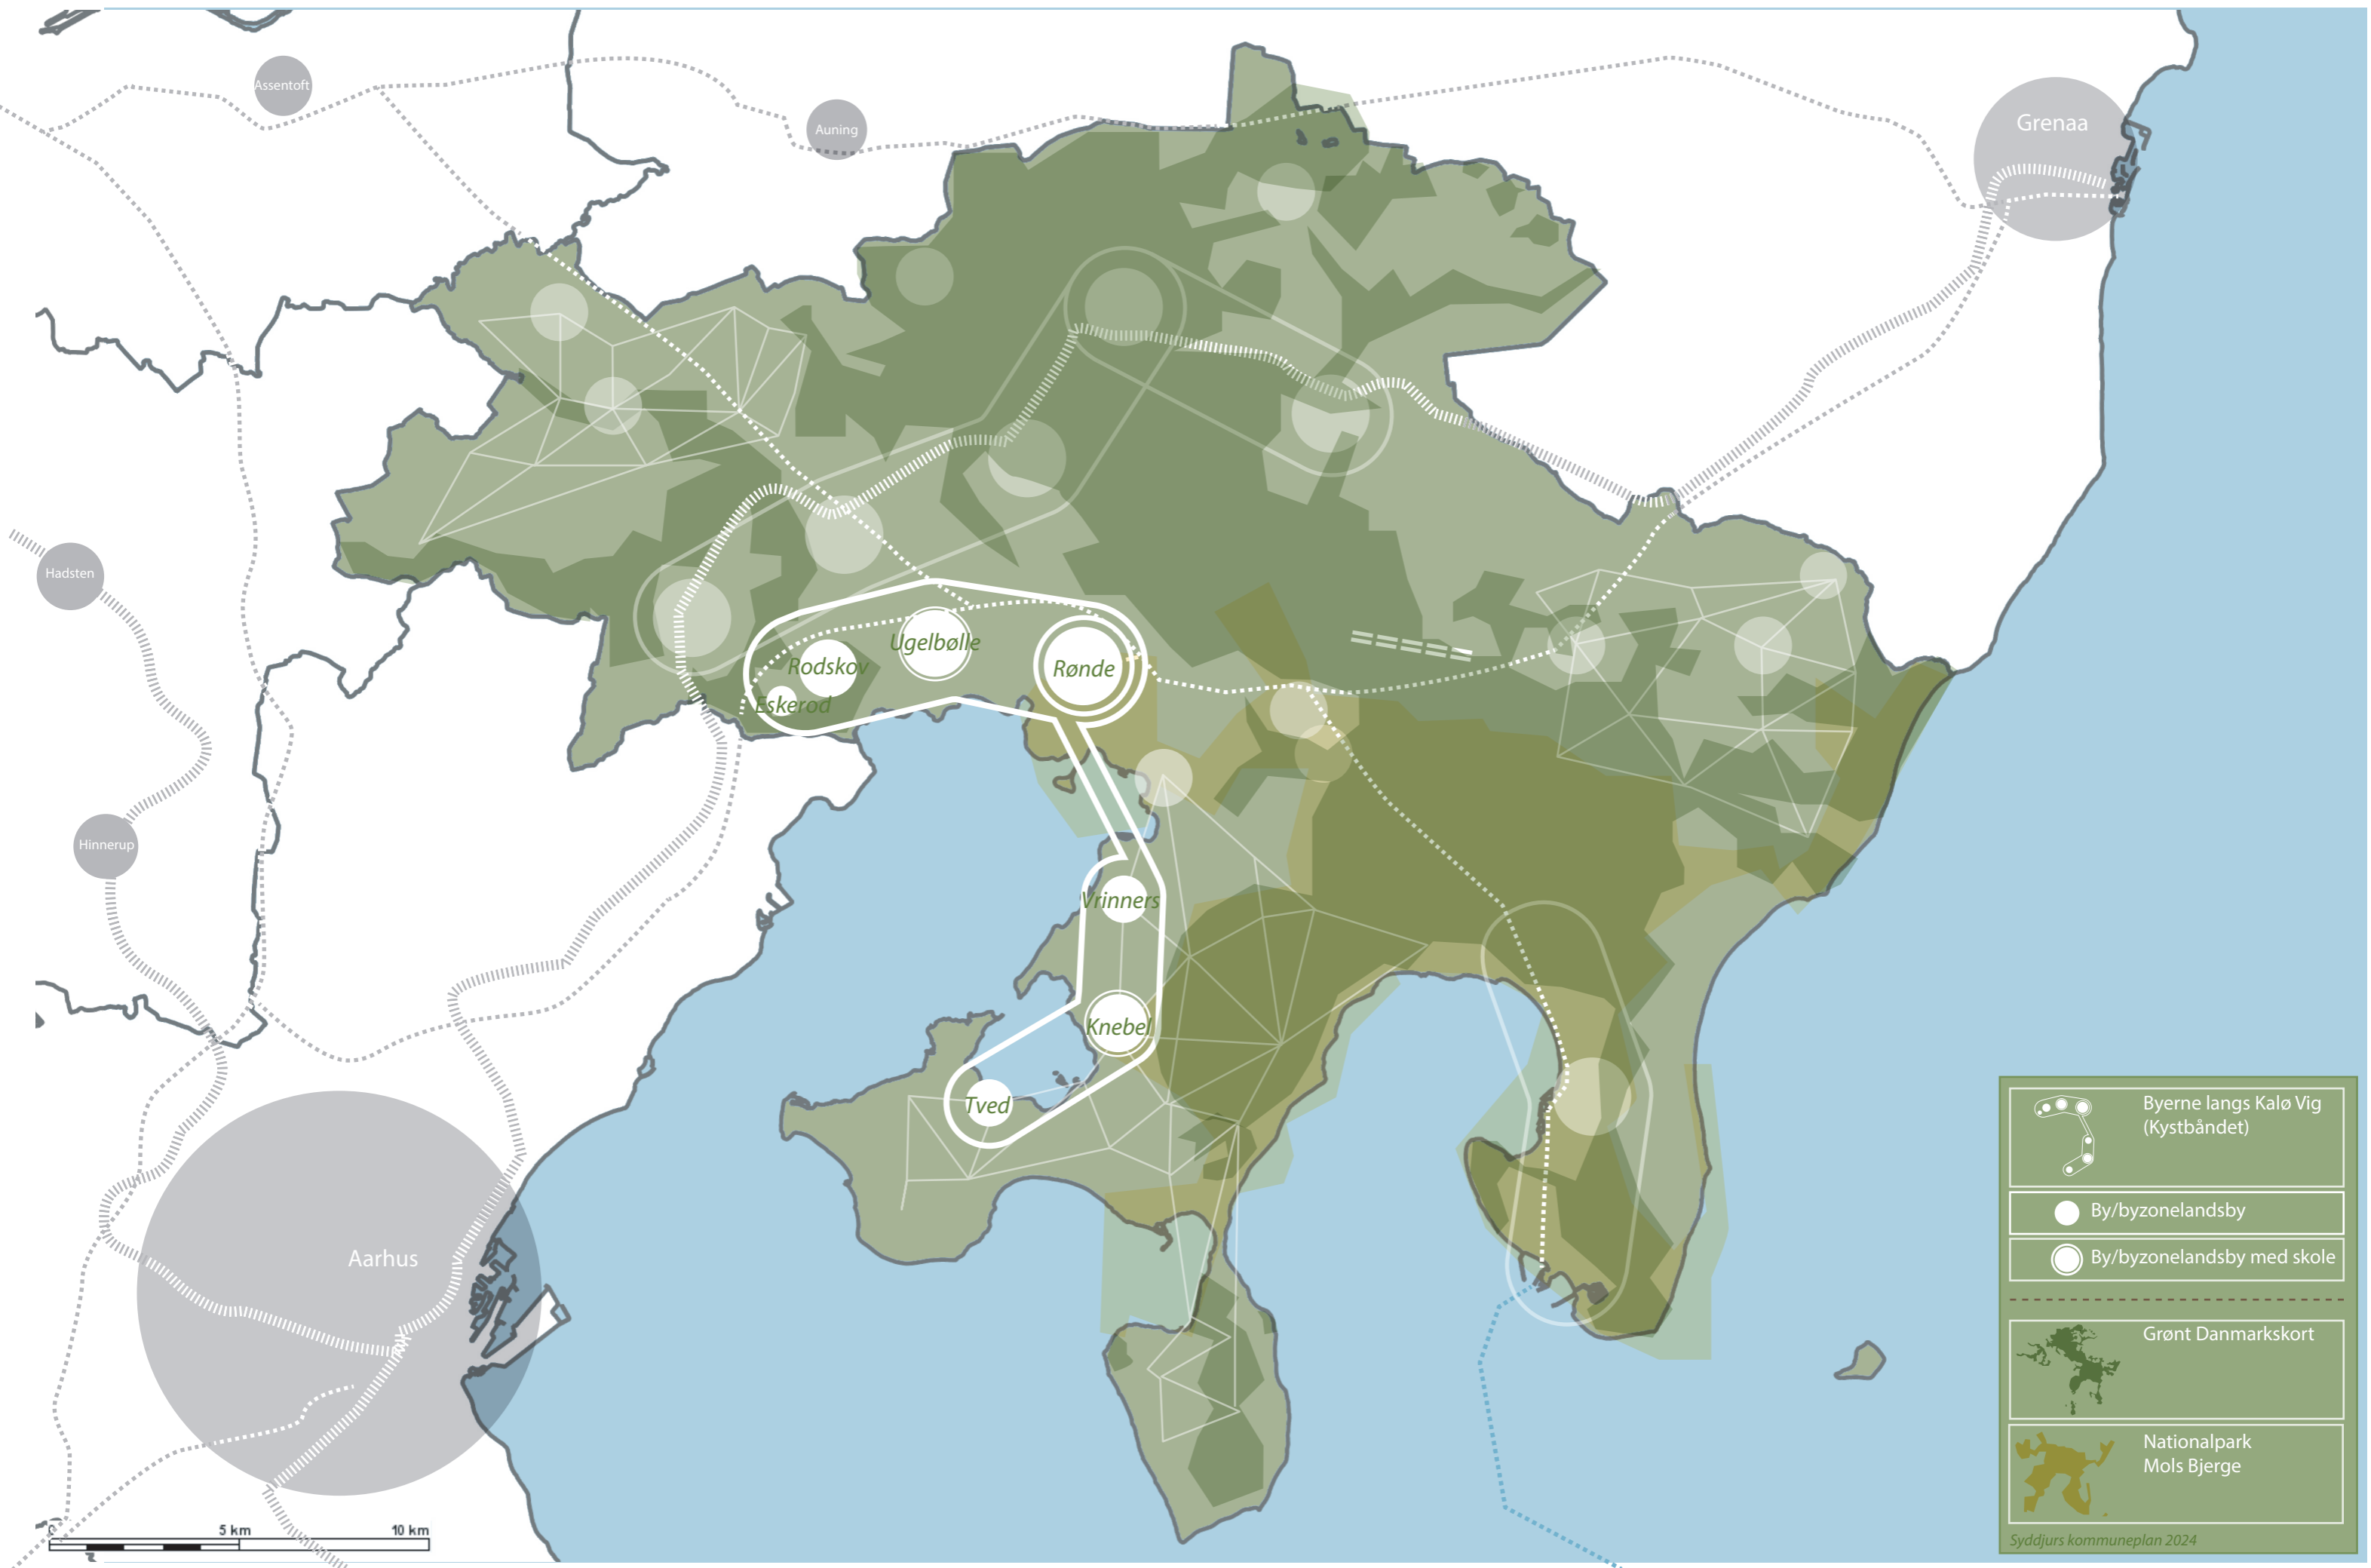 Assentoft
Auning
Grenaa
Hadsten
Ugelbølle
Rodskov
Rønde
Eskerod
Hinnerup
Vrinners
Knebel
Tved
Aarhus
Byerne langs Kalø Vig
(Kystbåndet)
By/byzonelandsby
By/byzonelandsby med skole
Grønt Danmarkskort
Nationalpark
Mols Bjerge
Syddjurs kommuneplan 2024
0 5 km 10 km